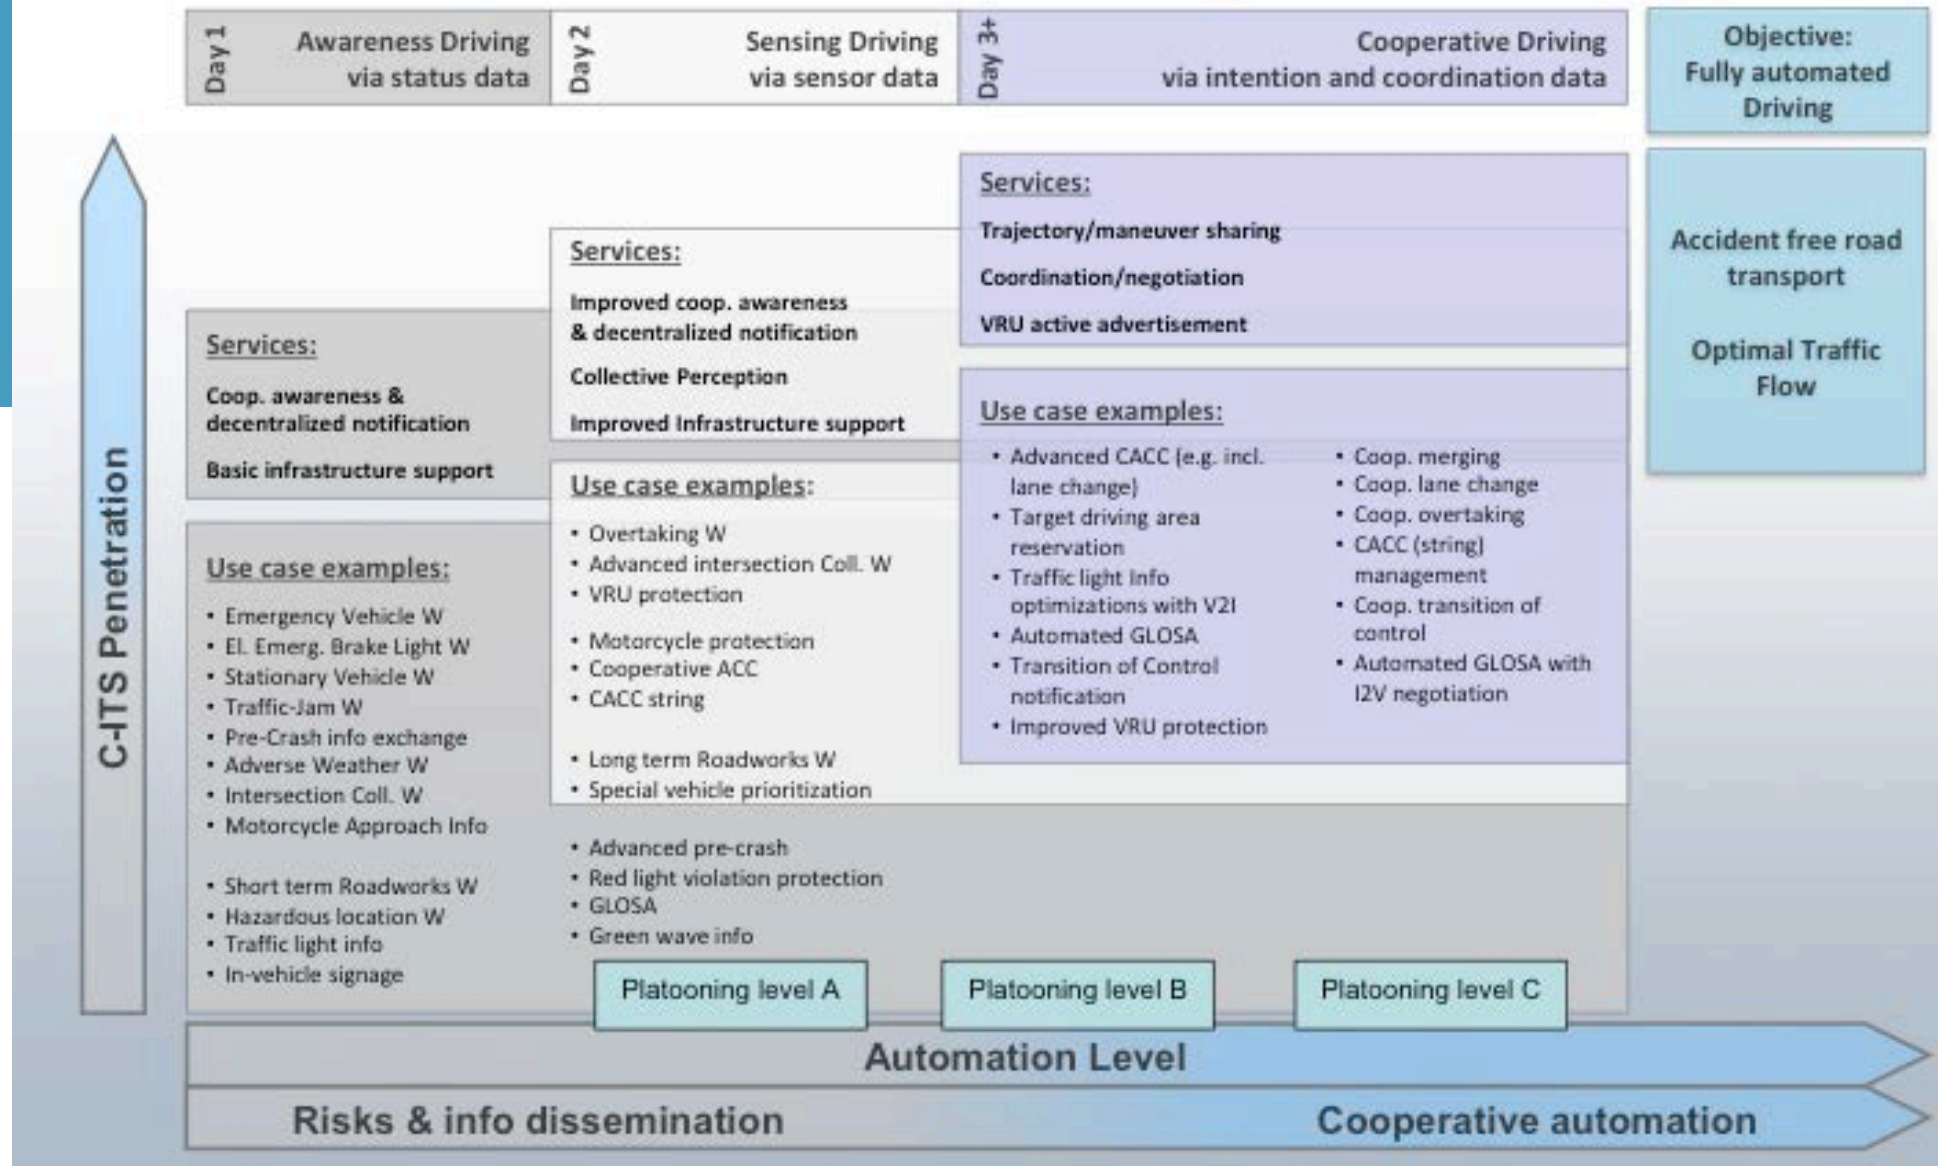 Day 1
Awareness Driving
via status data
Day 2
Sensing Driving
via sensor data
Day 3+
Cooperative Driving
via intention and coordination data
Objective:
Fully automated
Driving
Accident free road
transport
Optimal Traffic
Flow
C-ITS Penetration
Services:
Coop. awareness &
decentralized notification
Basic infrastructure support
Use case examples:
• Emergency Vehicle W
• El. Emerg. Brake Light W
• Stationary Vehicle W
• Traffic-Jam W
• Pre-Crash info exchange
• Adverse Weather W
• Intersection Coll. W
• Motorcycle Approach Info
• Short term Roadworks W
• Hazardous location W
• Traffic light info
• In-vehicle signage
Services:
Improved coop. awareness
& decentralized notification
Collective Perception
Improved Infrastructure support
Use case examples:
• Overtaking W
• Advanced intersection Coll. W
• VRU protection
• Motorcycle protection
• Cooperative ACC
• CACC string
• Long term Roadworks W
• Special vehicle prioritization
• Advanced pre-crash
• Red light violation protection
• GLOSA
• Green wave info
Services:
Trajectory/maneuver sharing
Coordination/negotiation
VRU active advertisement
Use case examples:
• Advanced CACC (e.g. incl.
lane change)
• Target driving area
reservation
• Traffic light Info
optimizations with V2I
• Automated GLOSA
• Transition of Control
notification
• Improved VRU protection
• Coop. merging
• Coop. lane change
• Coop. overtaking
• CACC (string)
management
• Coop. transition of
control
• Automated GLOSA with
I2V negotiation
Platooning level A
Platooning level B
Platooning level C
Automation Level
Risks & info dissemination
Cooperative automation